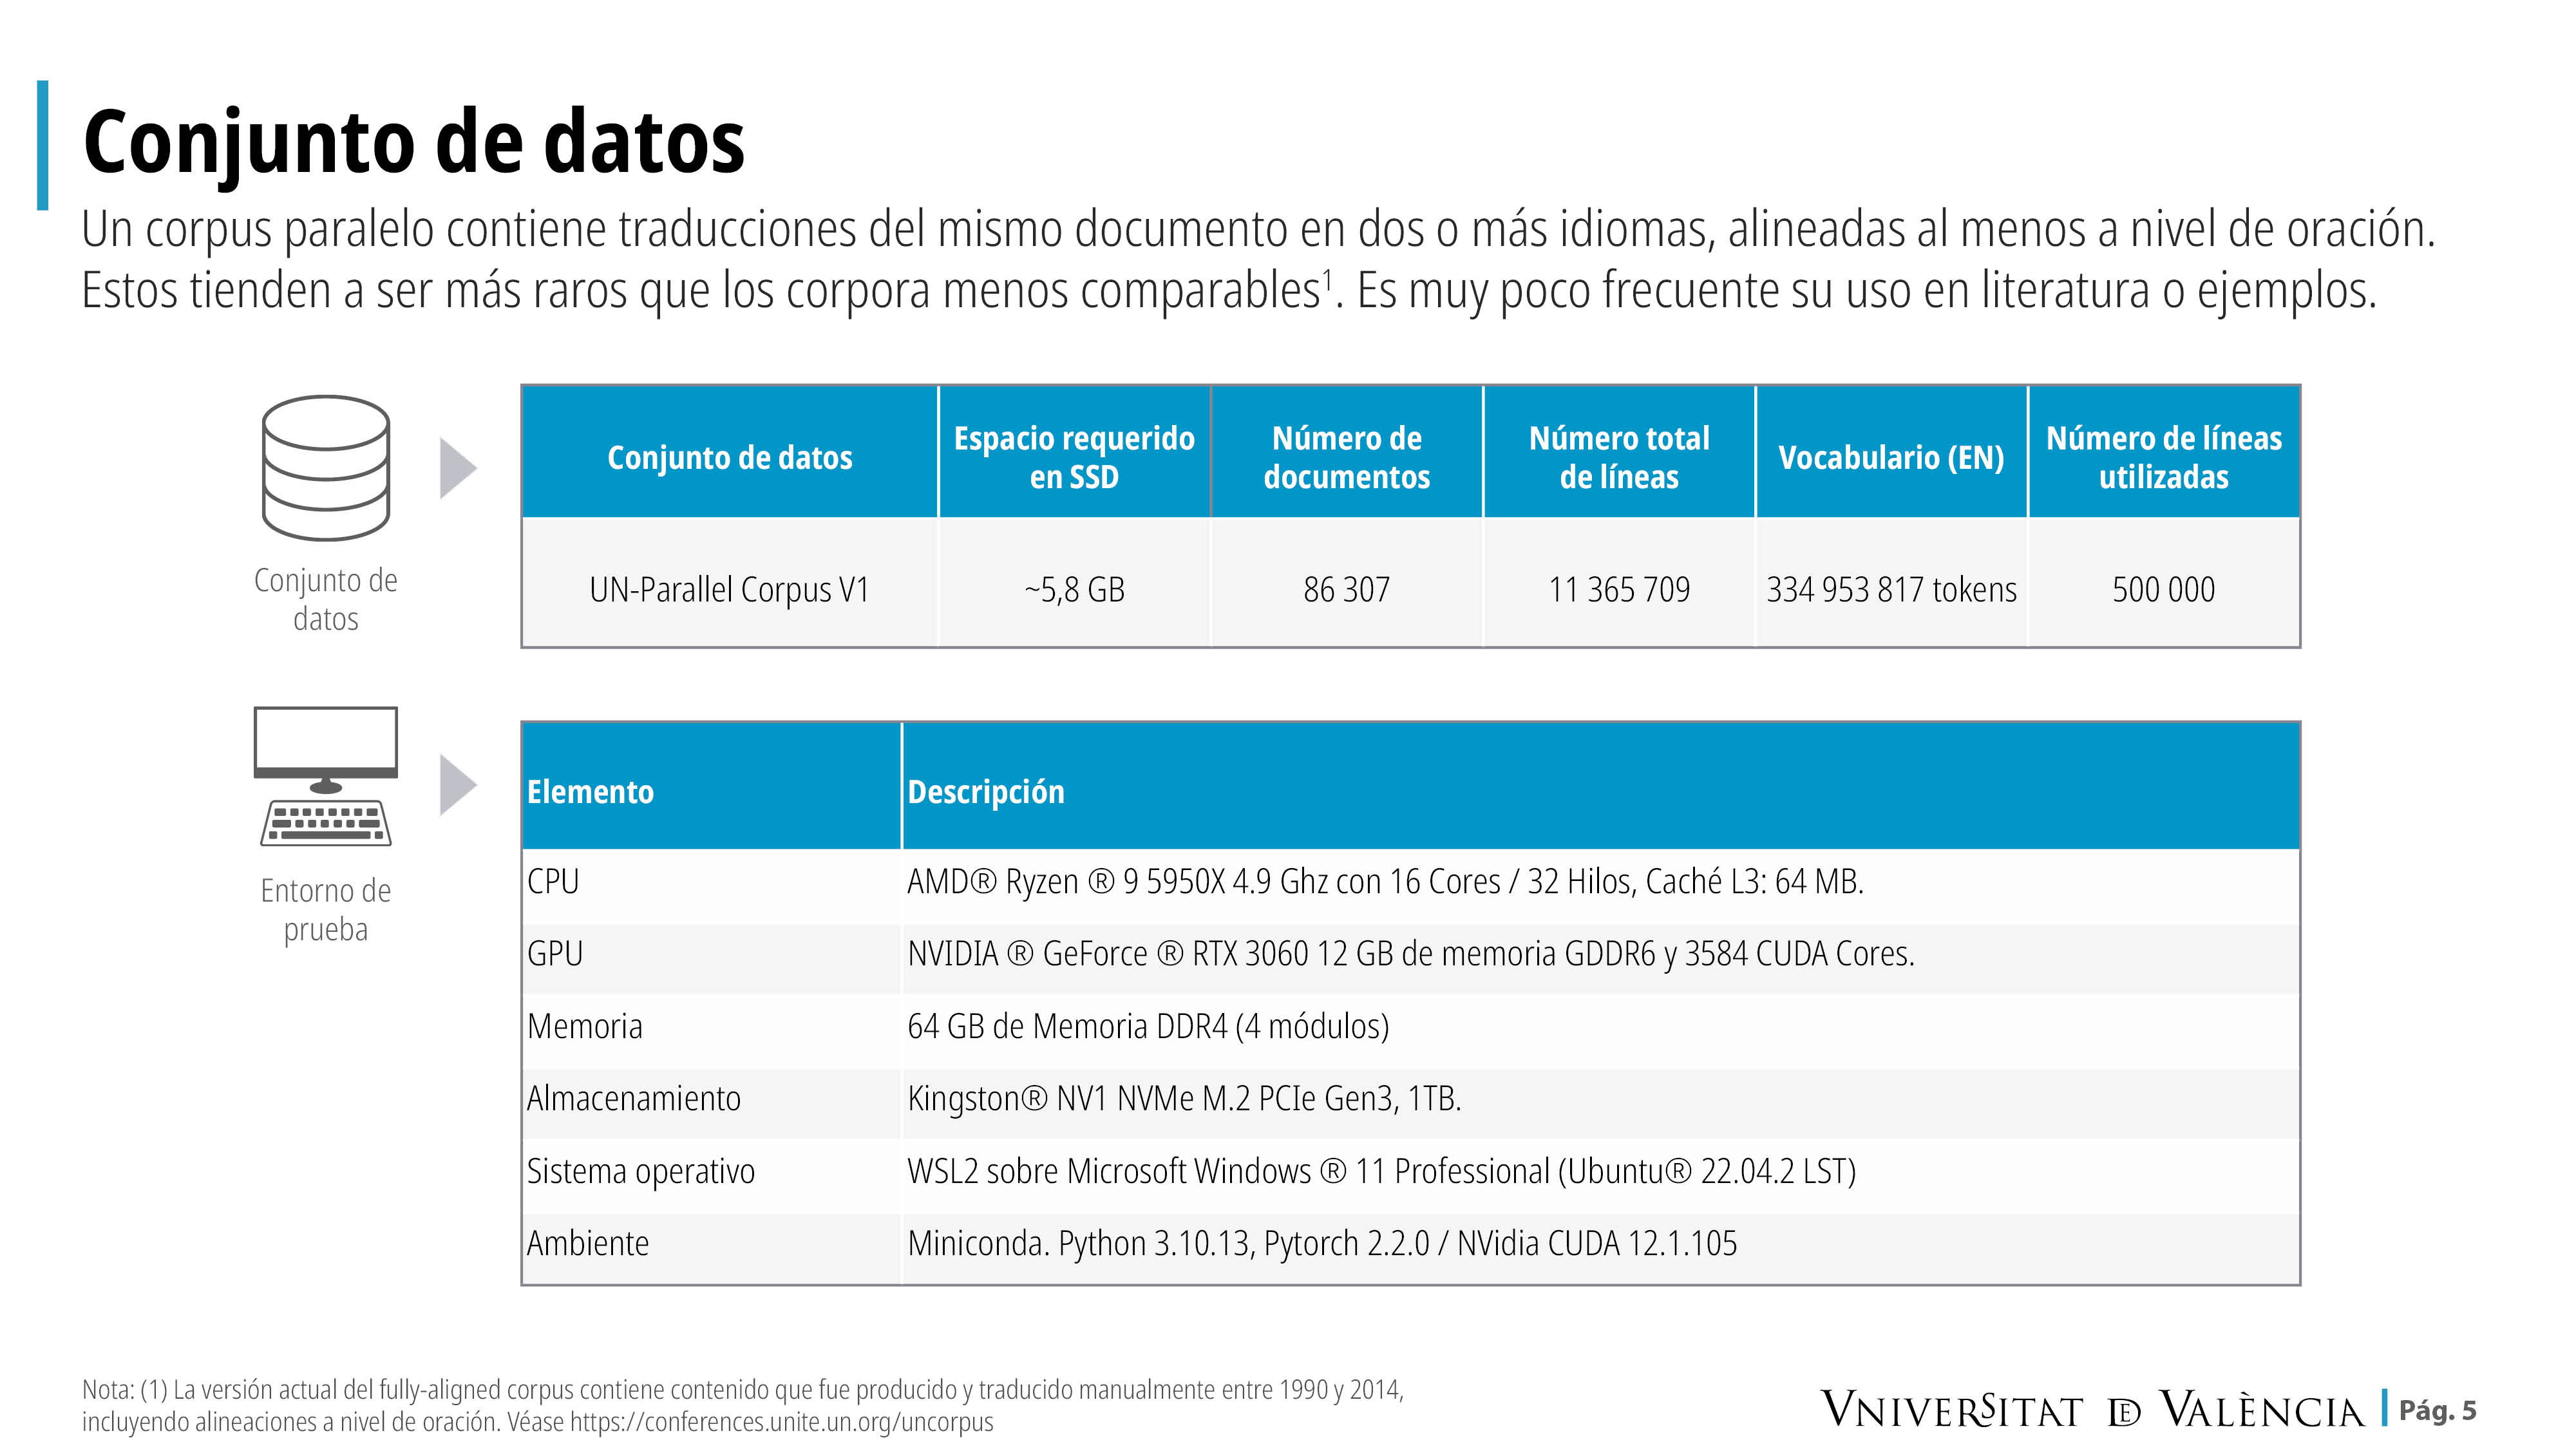 Conjunto de datos
Un corpus paralelo contiene traducciones del mismo documento en dos o más idiomas, alineadas al menos a nivel de oración.
Estos tienden a ser más raros que los corpora menos comparables¹. Es muy poco frecuente su uso en literatura o ejemplos.
Conjunto de
datos
Conjunto de datos
Espacio requerido
en SSD
Número de
documentos
Número total
de líneas
Vocabulario (EN)
Número de líneas
utilizadas
UN-Parallel Corpus V1
~5,8 GB
86 307
11 365 709
334 953 817 tokens
500 000
Entorno de
prueba
Elemento
Descripción
CPU
AMD® Ryzen ® 9 5950X 4.9 Ghz con 16 Cores / 32 Hilos, Caché L3: 64 MB.
GPU
NVIDIA ® GeForce ® RTX 3060 12 GB de memoria GDDR6 y 3584 CUDA Cores.
Memoria
64 GB de Memoria DDR4 (4 módulos)
Almacenamiento
Kingston® NV1 NVMe M.2 PCIe Gen3, 1TB.
Sistema operativo
WSL2 sobre Microsoft Windows ® 11 Professional (Ubuntu® 22.04.2 LST)
Ambiente
Miniconda. Python 3.10.13, Pytorch 2.2.0 / NVidia CUDA 12.1.105
Nota: (1) La versión actual del fully-aligned corpus contiene contenido que fue producido y traducido manualmente entre 1990 y 2014,
incluyendo alineaciones a nivel de oración. Véase https://conferences.unite.un.org/uncorpus
VNIVERSITAT DE VALÈNCIA
Pág. 5